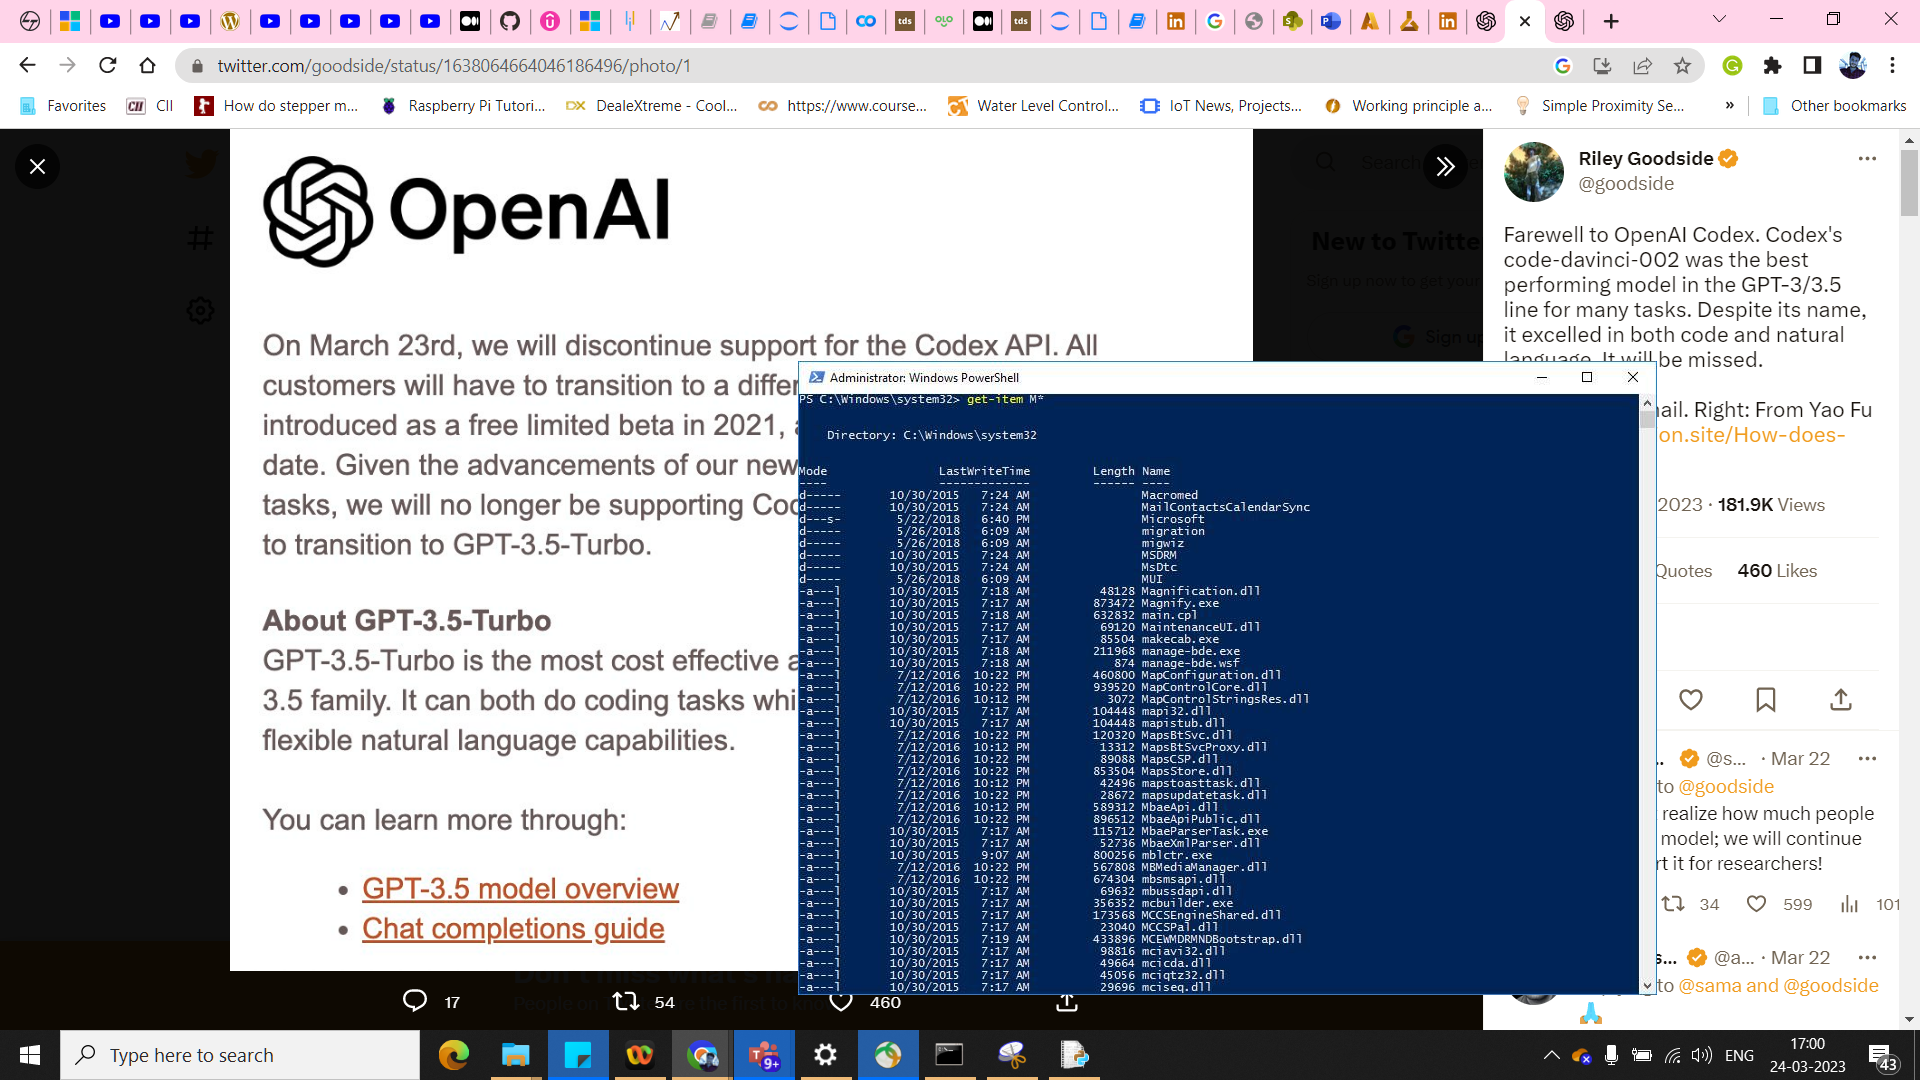 twitter.com/goodside/status/1638064664046186496/photo/1
Favorites
CII
How do stepper m...
Raspberry Pi Tutori...
DealeXtreme - Cool...
https://www.course...
Water Level Control...
IoT News, Projects...
Working principle a...
Simple Proximity Se...
»
Other bookmarks
OpenAI
On March 23rd, we will discontinue support for the Codex API. All
customers will have to transition to a differ
introduced as a free limited beta in 2021, a
date. Given the advancements of our new
tasks, we will no longer be supporting Co
to transition to GPT-3.5-Turbo.
About GPT-3.5-Turbo
GPT-3.5-Turbo is the most cost effective a
3.5 family. It can both do coding tasks whi
flexible natural language capabilities.
You can learn more through:
• GPT-3.5 model overview
• Chat completions guide
17
54
460
New to Twitte
Sign up now to get your
Sign up
Administrator: Windows PowerShell
PS C:\Windows\system32> get-item M*
Directory: C:\Windows\system32
Mode LastWriteTime Length Name
---- ------------- ------ ----
d----- 10/30/2015 7:24 AM Macromed
d----- 10/30/2015 7:24 AM MailContactsCalendarSync
d---s- 5/22/2018 6:40 PM Microsoft
d----- 5/26/2018 6:09 AM migration
d----- 5/26/2018 6:09 AM migwiz
d----- 10/30/2015 7:24 AM MSDRM
d----- 10/30/2015 7:24 AM MsDtc
d----- 5/26/2018 6:09 AM MUI
-a---l 10/30/2015 7:18 AM 48128 Magnification.dll
-a---l 10/30/2015 7:17 AM 873472 Magnify.exe
-a---l 10/30/2015 7:18 AM 632832 main.cpl
-a---l 10/30/2015 7:17 AM 69120 MaintenanceUI.dll
-a---l 10/30/2015 7:17 AM 85504 makecab.exe
-a---l 10/30/2015 7:18 AM 211968 manage-bde.exe
-a---l 10/30/2015 7:18 AM 874 manage-bde.wsf
-a---l 7/12/2016 10:22 PM 460800 MapConfiguration.dll
-a---l 7/12/2016 10:22 PM 939520 MapControlCore.dll
-a---l 7/12/2016 10:12 PM 3072 MapControlStringsRes.dll
-a---l 10/30/2015 7:17 AM 104448 mapi32.dll
-a---l 10/30/2015 7:17 AM 104448 mapistub.dll
-a---l 7/12/2016 10:22 PM 120320 MapsBtSvc.dll
-a---l 7/12/2016 10:12 PM 13312 MapsBtSvcProxy.dll
-a---l 7/12/2016 10:22 PM 89088 MapsCSP.dll
-a---l 7/12/2016 10:22 PM 853504 MapsStore.dll
-a---l 7/12/2016 10:12 PM 42496 mapstoasttask.dll
-a---l 7/12/2016 10:22 PM 28672 mapsupdatetask.dll
-a---l 7/12/2016 10:12 PM 589312 MbaeApi.dll
-a---l 7/12/2016 10:22 PM 896512 MbaeApiPublic.dll
-a---l 10/30/2015 7:17 AM 115712 MbaeParserTask.exe
-a---l 10/30/2015 7:17 AM 52736 MbaeXmlParser.dll
-a---l 10/30/2015 9:07 AM 800256 mblctr.exe
-a---l 7/12/2016 10:22 PM 567808 MBMediaManager.dll
-a---l 7/12/2016 10:22 PM 674304 mbsmsapi.dll
-a---l 10/30/2015 7:17 AM 69632 mbussdapi.dll
-a---l 10/30/2015 7:17 AM 356352 mcbuilder.exe
-a---l 10/30/2015 7:17 AM 173568 MCCSEngineShared.dll
-a---l 10/30/2015 7:17 AM 23040 MCCSPal.dll
-a---l 10/30/2015 7:19 AM 433896 MCEWMDRMNDBootstrap.dll
-a---l 10/30/2015 7:17 AM 98816 mciavi32.dll
-a---l 10/30/2015 7:17 AM 49664 mcicda.dll
-a---l 10/30/2015 7:17 AM 45056 mciqtz32.dll
-a---l 10/30/2015 7:17 AM 29696 mciseq.dll
Riley Goodside
@goodside
Farewell to OpenAI Codex. Codex's
code-davinci-002 was the best
performing model in the GPT-3/3.5
line for many tasks. Despite its name,
it excelled in both code and natural
language. It will be missed.
ail. Right: From Yao Fu
on.site/How-does-
2023 · 181.9K Views
Quotes 460 Likes
@s... · Mar 22
to @goodside
realize how much people
model; we will continue
rt it for researchers!
34
599
101
s... @a... · Mar 22
to @sama and @goodside
Type here to search
9+
ENG
17:00
24-03-2023
43